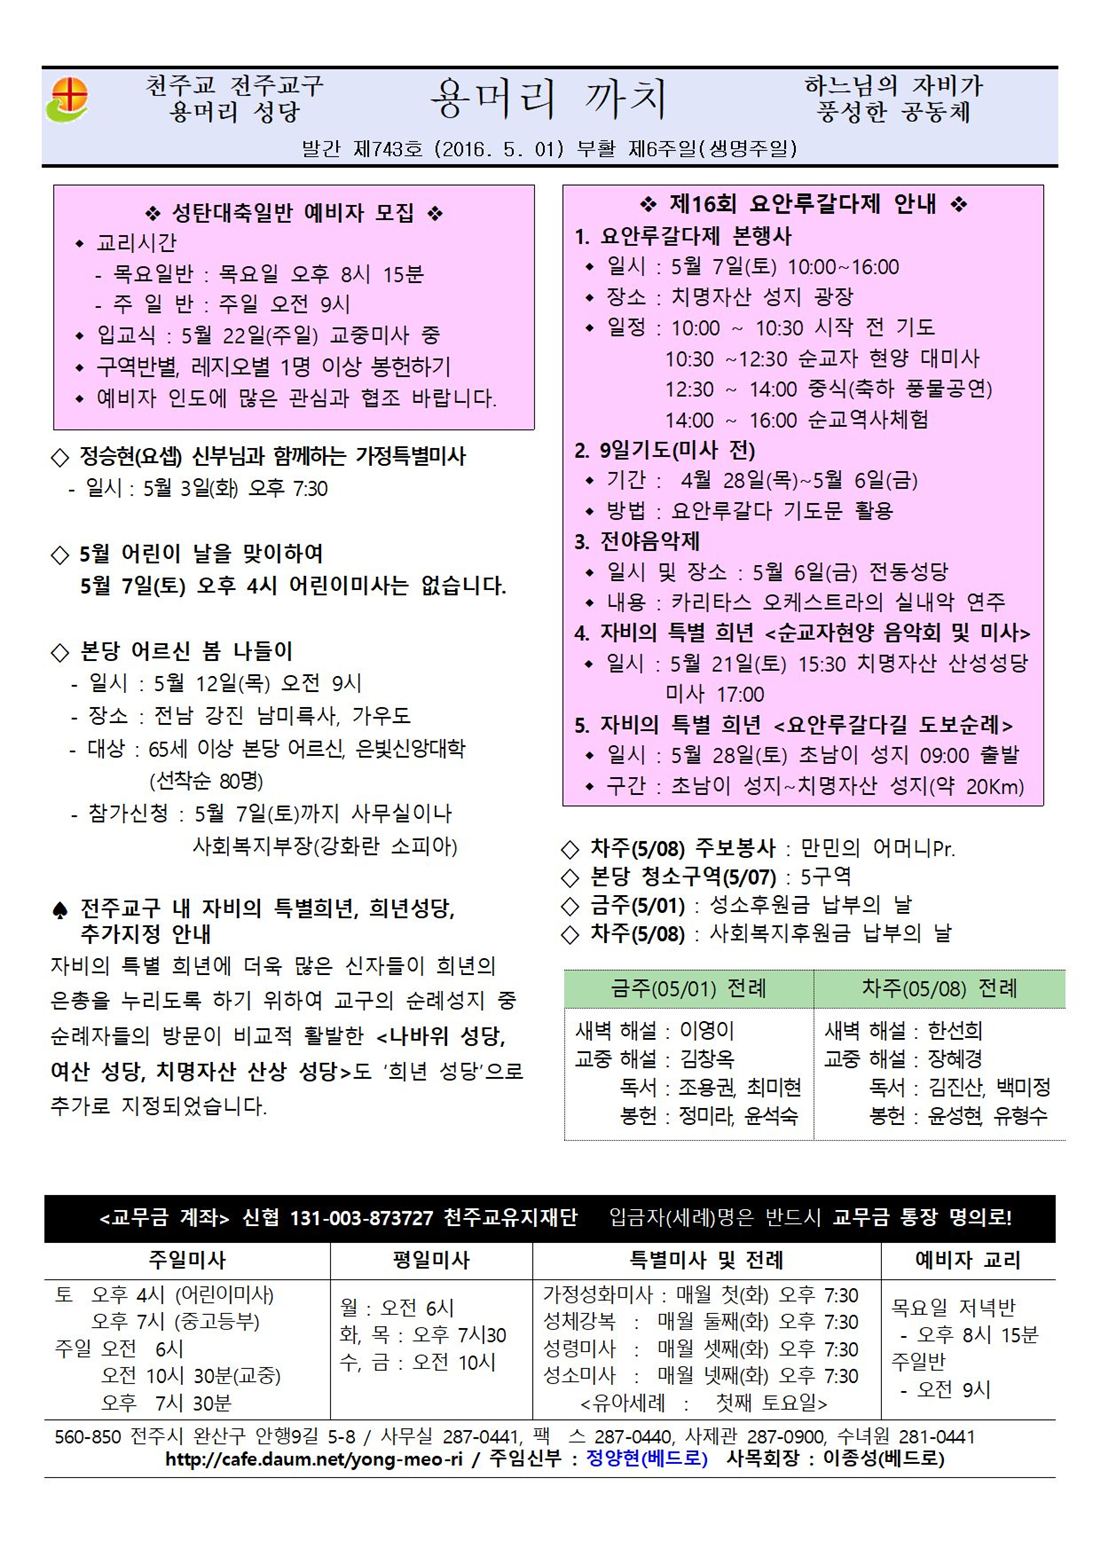 천주교 전주교구
용머리 성당
용머리 까치
하느님의 자비가
풍성한 공동체
발간 제743호 (2016. 5. 01) 부활 제6주일(생명주일)
❖ 성탄대축일반 예비자 모집 ❖
◆ 교리시간
- 목요일반 : 목요일 오후 8시 15분
- 주 일 반 : 주일 오전 9시
◆ 입교식 : 5월 22일(주일) 교중미사 중
◆ 구역반별, 레지오별 1명 이상 봉헌하기
◆ 예비자 인도에 많은 관심과 협조 바랍니다.
◇ 정승현(요셉) 신부님과 함께하는 가정특별미사
- 일시 : 5월 3일(화) 오후 7:30
◇ 5월 어린이 날을 맞이하여
5월 7일(토) 오후 4시 어린이미사는 없습니다.
◇ 본당 어르신 봄 나들이
- 일시 : 5월 12일(목) 오전 9시
- 장소 : 전남 강진 남미륵사, 가우도
- 대상 : 65세 이상 본당 어르신, 은빛신앙대학
(선착순 80명)
- 참가신청 : 5월 7일(토)까지 사무실이나
사회복지부장(강화란 소피아)
♠ 전주교구 내 자비의 특별희년, 희년성당,
추가지정 안내
자비의 특별 희년에 더욱 많은 신자들이 희년의
은총을 누리도록 하기 위하여 교구의 순례성지 중
순례자들의 방문이 비교적 활발한 <나바위 성당,
여산 성당, 치명자산 산상 성당>도 '희년 성당'으로
추가로 지정되었습니다.
❖ 제16회 요안루갈다제 안내 ❖
1. 요안루갈다제 본행사
◆ 일시 : 5월 7일(토) 10:00~16:00
◆ 장소 : 치명자산 성지 광장
◆ 일정 : 10:00 ~ 10:30 시작 전 기도
10:30 ~12:30 순교자 현양 대미사
12:30 ~ 14:00 중식(축하 풍물공연)
14:00 ~ 16:00 순교역사체험
2. 9일기도(미사 전)
◆ 기간 : 4월 28일(목)~5월 6일(금)
◆ 방법 : 요안루갈다 기도문 활용
3. 전야음악제
◆ 일시 및 장소 : 5월 6일(금) 전동성당
◆ 내용 : 카리타스 오케스트라의 실내악 연주
4. 자비의 특별 희년 <순교자현양 음악회 및 미사>
◆ 일시 : 5월 21일(토) 15:30 치명자산 산성성당
미사 17:00
5. 자비의 특별 희년 <요안루갈다길 도보순례>
◆ 일시 : 5월 28일(토) 초남이 성지 09:00 출발
◆ 구간 : 초남이 성지~치명자산 성지(약 20Km)
◇ 차주(5/08) 주보봉사 : 만민의 어머니Pr.
◇ 본당 청소구역(5/07) : 5구역
◇ 금주(5/01) : 성소후원금 납부의 날
◇ 차주(5/08) : 사회복지후원금 납부의 날
금주(05/01) 전례 차주(05/08) 전례
새벽 해설 : 이영이 새벽 해설 : 한선희
교중 해설 : 김창옥 교중 해설 : 장혜경
독서 : 조용권, 최미현 독서 : 김진산, 백미정
봉헌 : 정미라, 윤석숙 봉헌 : 윤성현, 유형수
<교무금 계좌> 신협 131-003-873727 천주교유지재단 입금자(세례)명은 반드시 교무금 통장 명의로!
주일미사 평일미사 특별미사 및 전례 예비자 교리
토 오후 4시 (어린이미사)
오후 7시 (중고등부)
주일 오전 6시
오전 10시 30분(교중)
오후 7시 30분
월 : 오전 6시
화, 목 : 오후 7시30
수, 금 : 오전 10시
가정성화미사 : 매월 첫(화) 오후 7:30
성체강복 : 매월 둘째(화) 오후 7:30
성령미사 : 매월 셋째(화) 오후 7:30
성소미사 : 매월 넷째(화) 오후 7:30
<유아세례 : 첫째 토요일>
목요일 저녁반
- 오후 8시 15분
주일반
- 오전 9시
560-850 전주시 완산구 안행9길 5-8 / 사무실 287-0441, 팩 스 287-0440, 사제관 287-0900, 수녀원 281-0441
http://cafe.daum.net/yong-meo-ri / 주임신부 : 정양현(베드로) 사목회장 : 이종성(베드로)